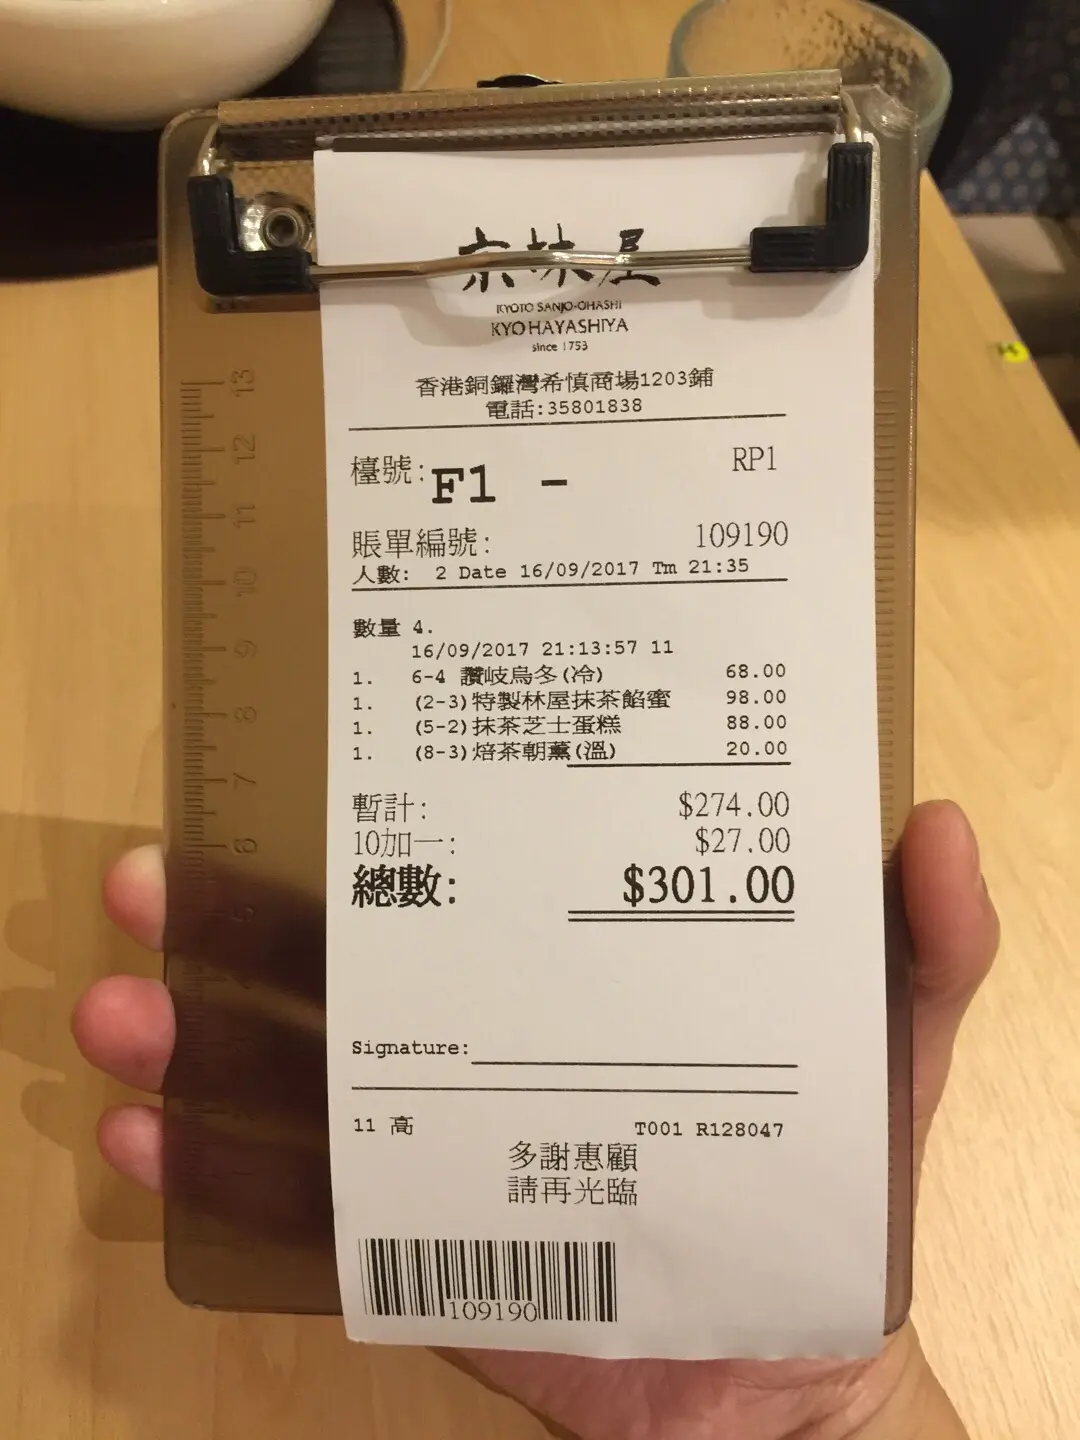 京林屋
KYOTO SANJO-OHASHI
KYO HAYASHIYA
since 1753
香港銅鑼灣希慎商場1203鋪
電話:35801838
檯號: F1 - RP1
賬單編號: 109190
人數: 2 Date 16/09/2017 Tm 21:35
數量 4.
16/09/2017 21:13:57 11
1. 6-4 讚岐烏冬(冷) 68.00
1. (2-3)特製林屋抹茶餡蜜 98.00
1. (5-2)抹茶芝士蛋糕 88.00
1. (8-3)焙茶朝薰(溫) 20.00
暫計: $274.00
10加一: $27.00
總數: $301.00
Signature:
11 高 T001 R128047
多謝惠顧
請再光臨
109190
13
12
11
10
9
8
7
6
5